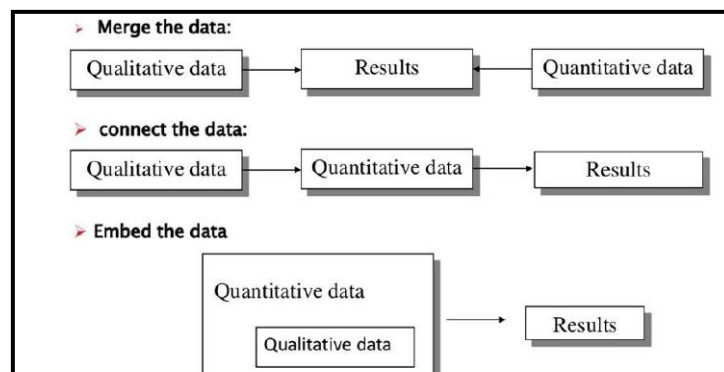 Merge the data:
Qualitative data Results Quantitative data
connect the data:
Qualitative data Quantitative data Results
Embed the data
Quantitative data
Results
Qualitative data